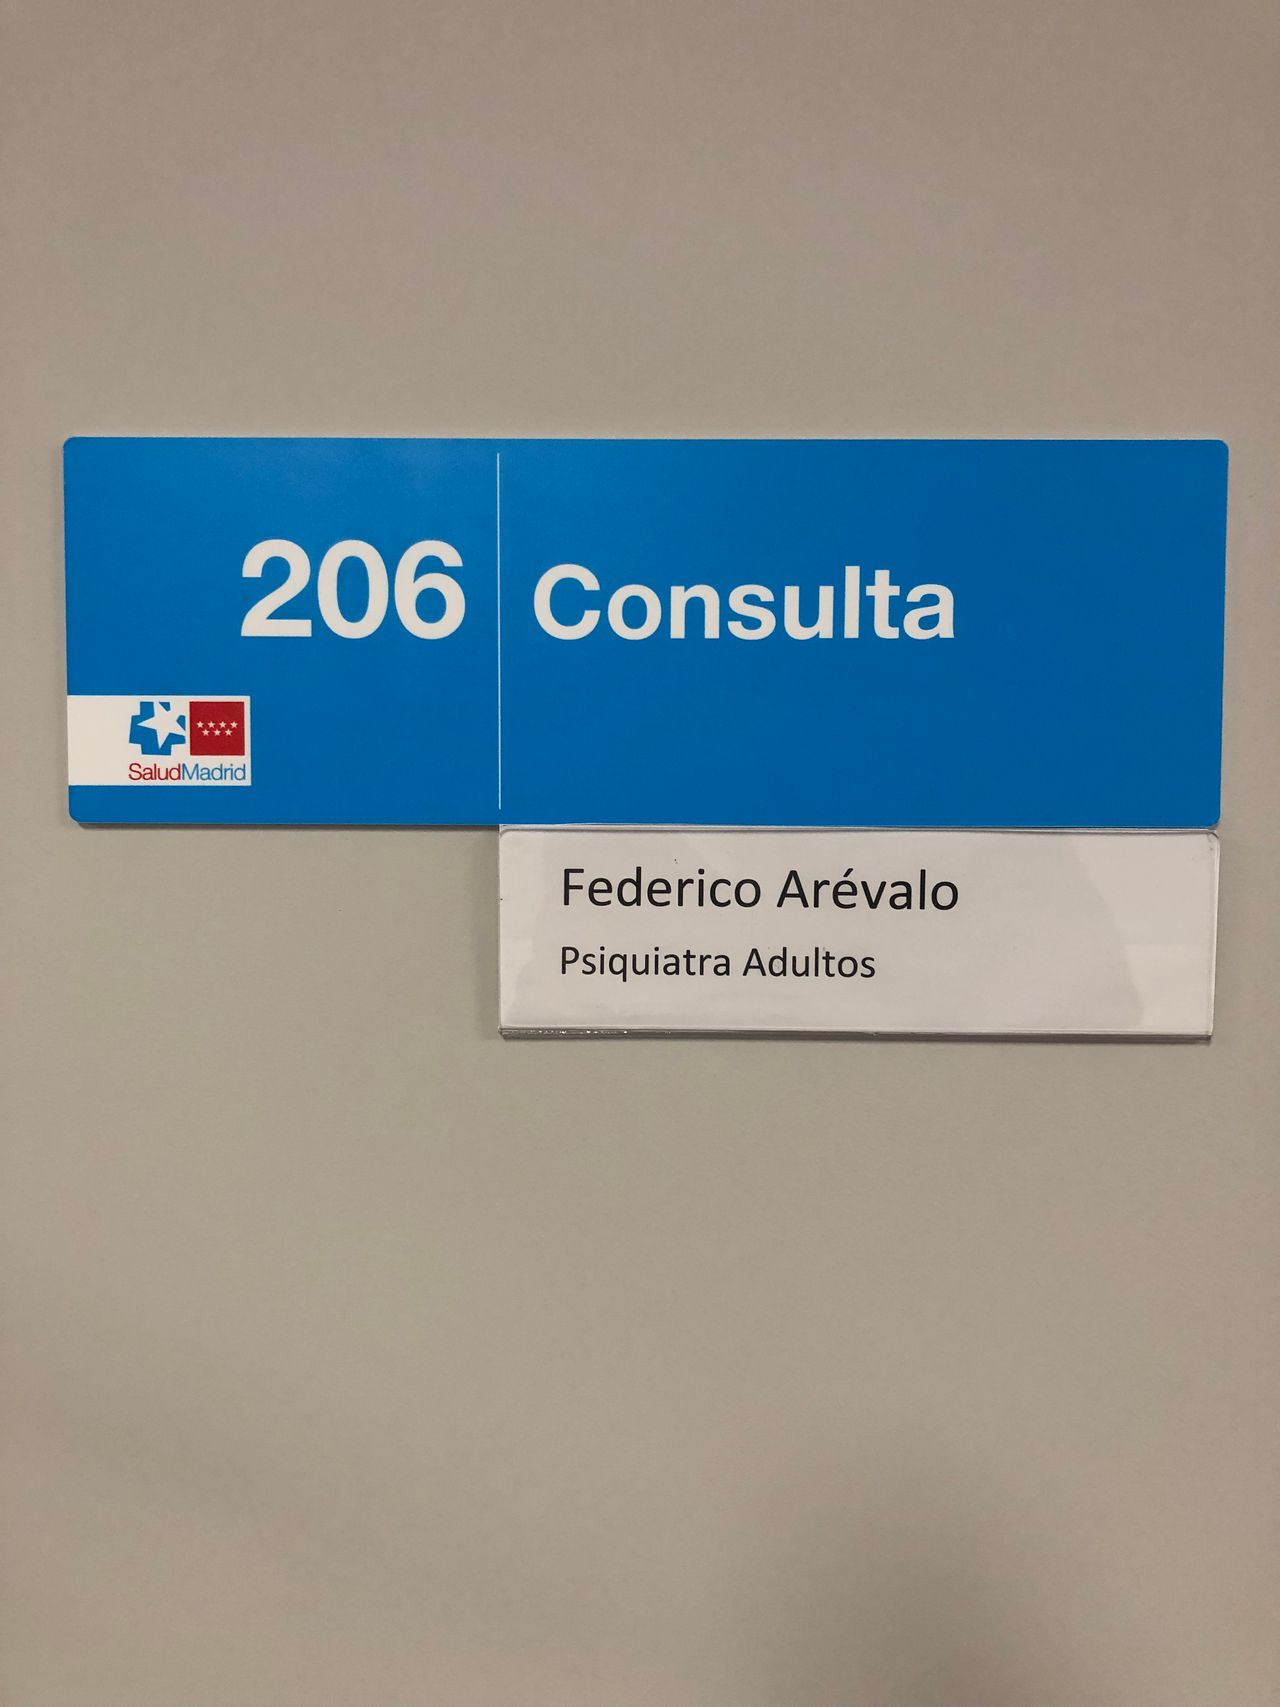 206
Consulta
SaludMadrid
Federico Arévalo
Psiquiatra Adultos